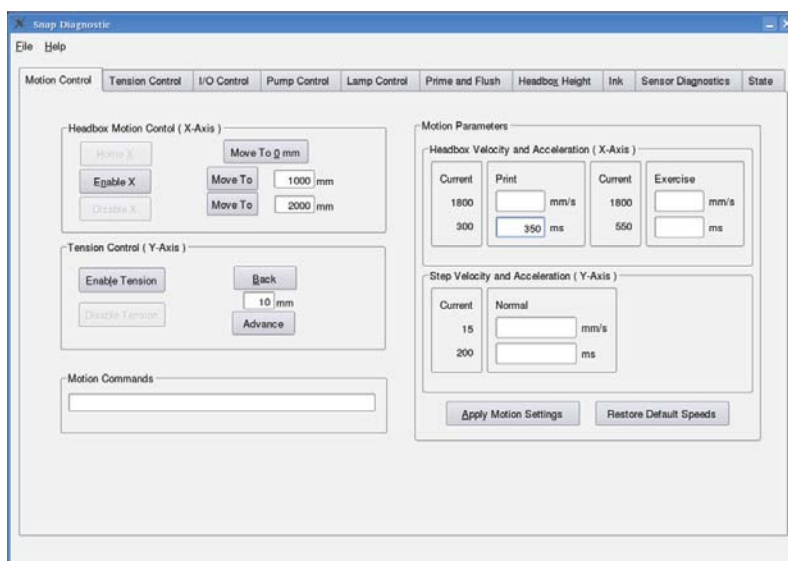 Snap Diagnostic
File Help
Motion Control Tension Control I/O Control Pump Control Lamp Control Prime and Flush Headbox Height Ink Sensor Diagnostics State
Headbox Motion Contol ( X-Axis )
Home X Move To 0 mm
Enable X Move To 1000 mm
Disable X Move To 2000 mm
Tension Control ( Y-Axis )
Enable Tension Back
10 mm
Disable Tension Advance
Motion Commands
Motion Parameters
Headbox Velocity and Acceleration ( X-Axis )
Current Print Current Exercise
1800 mm/s 1800 mm/s
300 350 ms 550 ms
Step Velocity and Acceleration ( Y-Axis )
Current Normal
15 mm/s
200 ms
Apply Motion Settings Restore Default Speeds